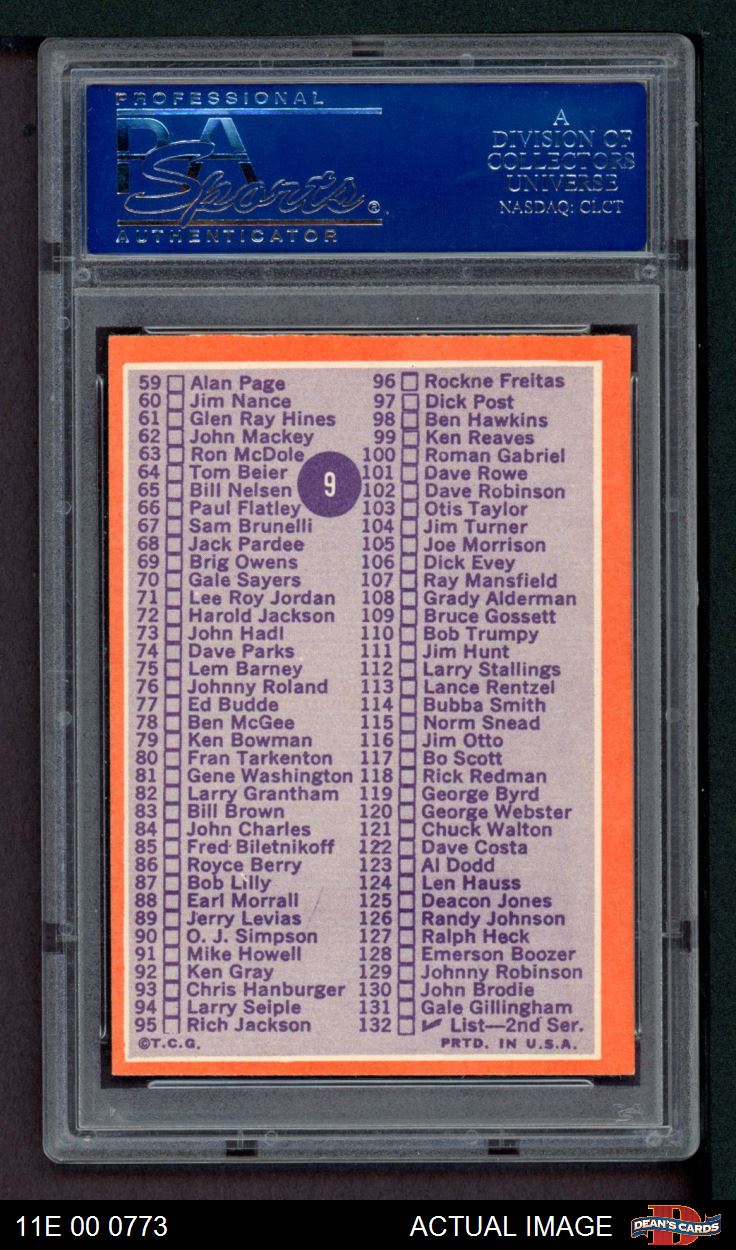 PROFESSIONAL
PSA
Sports®
AUTHENTICATOR
A
DIVISION OF
COLLECTORS
UNIVERSE
NASDAQ: CLCT
9
59 Alan Page
60 Jim Nance
61 Glen Ray Hines
62 John Mackey
63 Ron McDole
64 Tom Beier
65 Bill Nelsen
66 Paul Flatley
67 Sam Brunelli
68 Jack Pardee
69 Brig Owens
70 Gale Sayers
71 Lee Roy Jordan
72 Harold Jackson
73 John Hadl
74 Dave Parks
75 Lem Barney
76 Johnny Roland
77 Ed Budde
78 Ben McGee
79 Ken Bowman
80 Fran Tarkenton
81 Gene Washington
82 Larry Grantham
83 Bill Brown
84 John Charles
85 Fred Biletnikoff
86 Royce Berry
87 Bob Lilly
88 Earl Morrall
89 Jerry Levias
90 O. J. Simpson
91 Mike Howell
92 Ken Gray
93 Chris Hanburger
94 Larry Seiple
95 Rich Jackson
©T.C.G.
96 Rockne Freitas
97 Dick Post
98 Ben Hawkins
99 Ken Reaves
100 Roman Gabriel
101 Dave Rowe
102 Dave Robinson
103 Otis Taylor
104 Jim Turner
105 Joe Morrison
106 Dick Evey
107 Ray Mansfield
108 Grady Alderman
109 Bruce Gossett
110 Bob Trumpy
111 Jim Hunt
112 Larry Stallings
113 Lance Rentzel
114 Bubba Smith
115 Norm Snead
116 Jim Otto
117 Bo Scott
118 Rick Redman
119 George Byrd
120 George Webster
121 Chuck Walton
122 Dave Costa
123 Al Dodd
124 Len Hauss
125 Deacon Jones
126 Randy Johnson
127 Ralph Heck
128 Emerson Boozer
129 Johnny Robinson
130 John Brodie
131 Gale Gillingham
132 ✓ List—2nd Ser.
PRTD. IN U.S.A.
11E 00 0773
ACTUAL IMAGE
DEAN'S CARDS